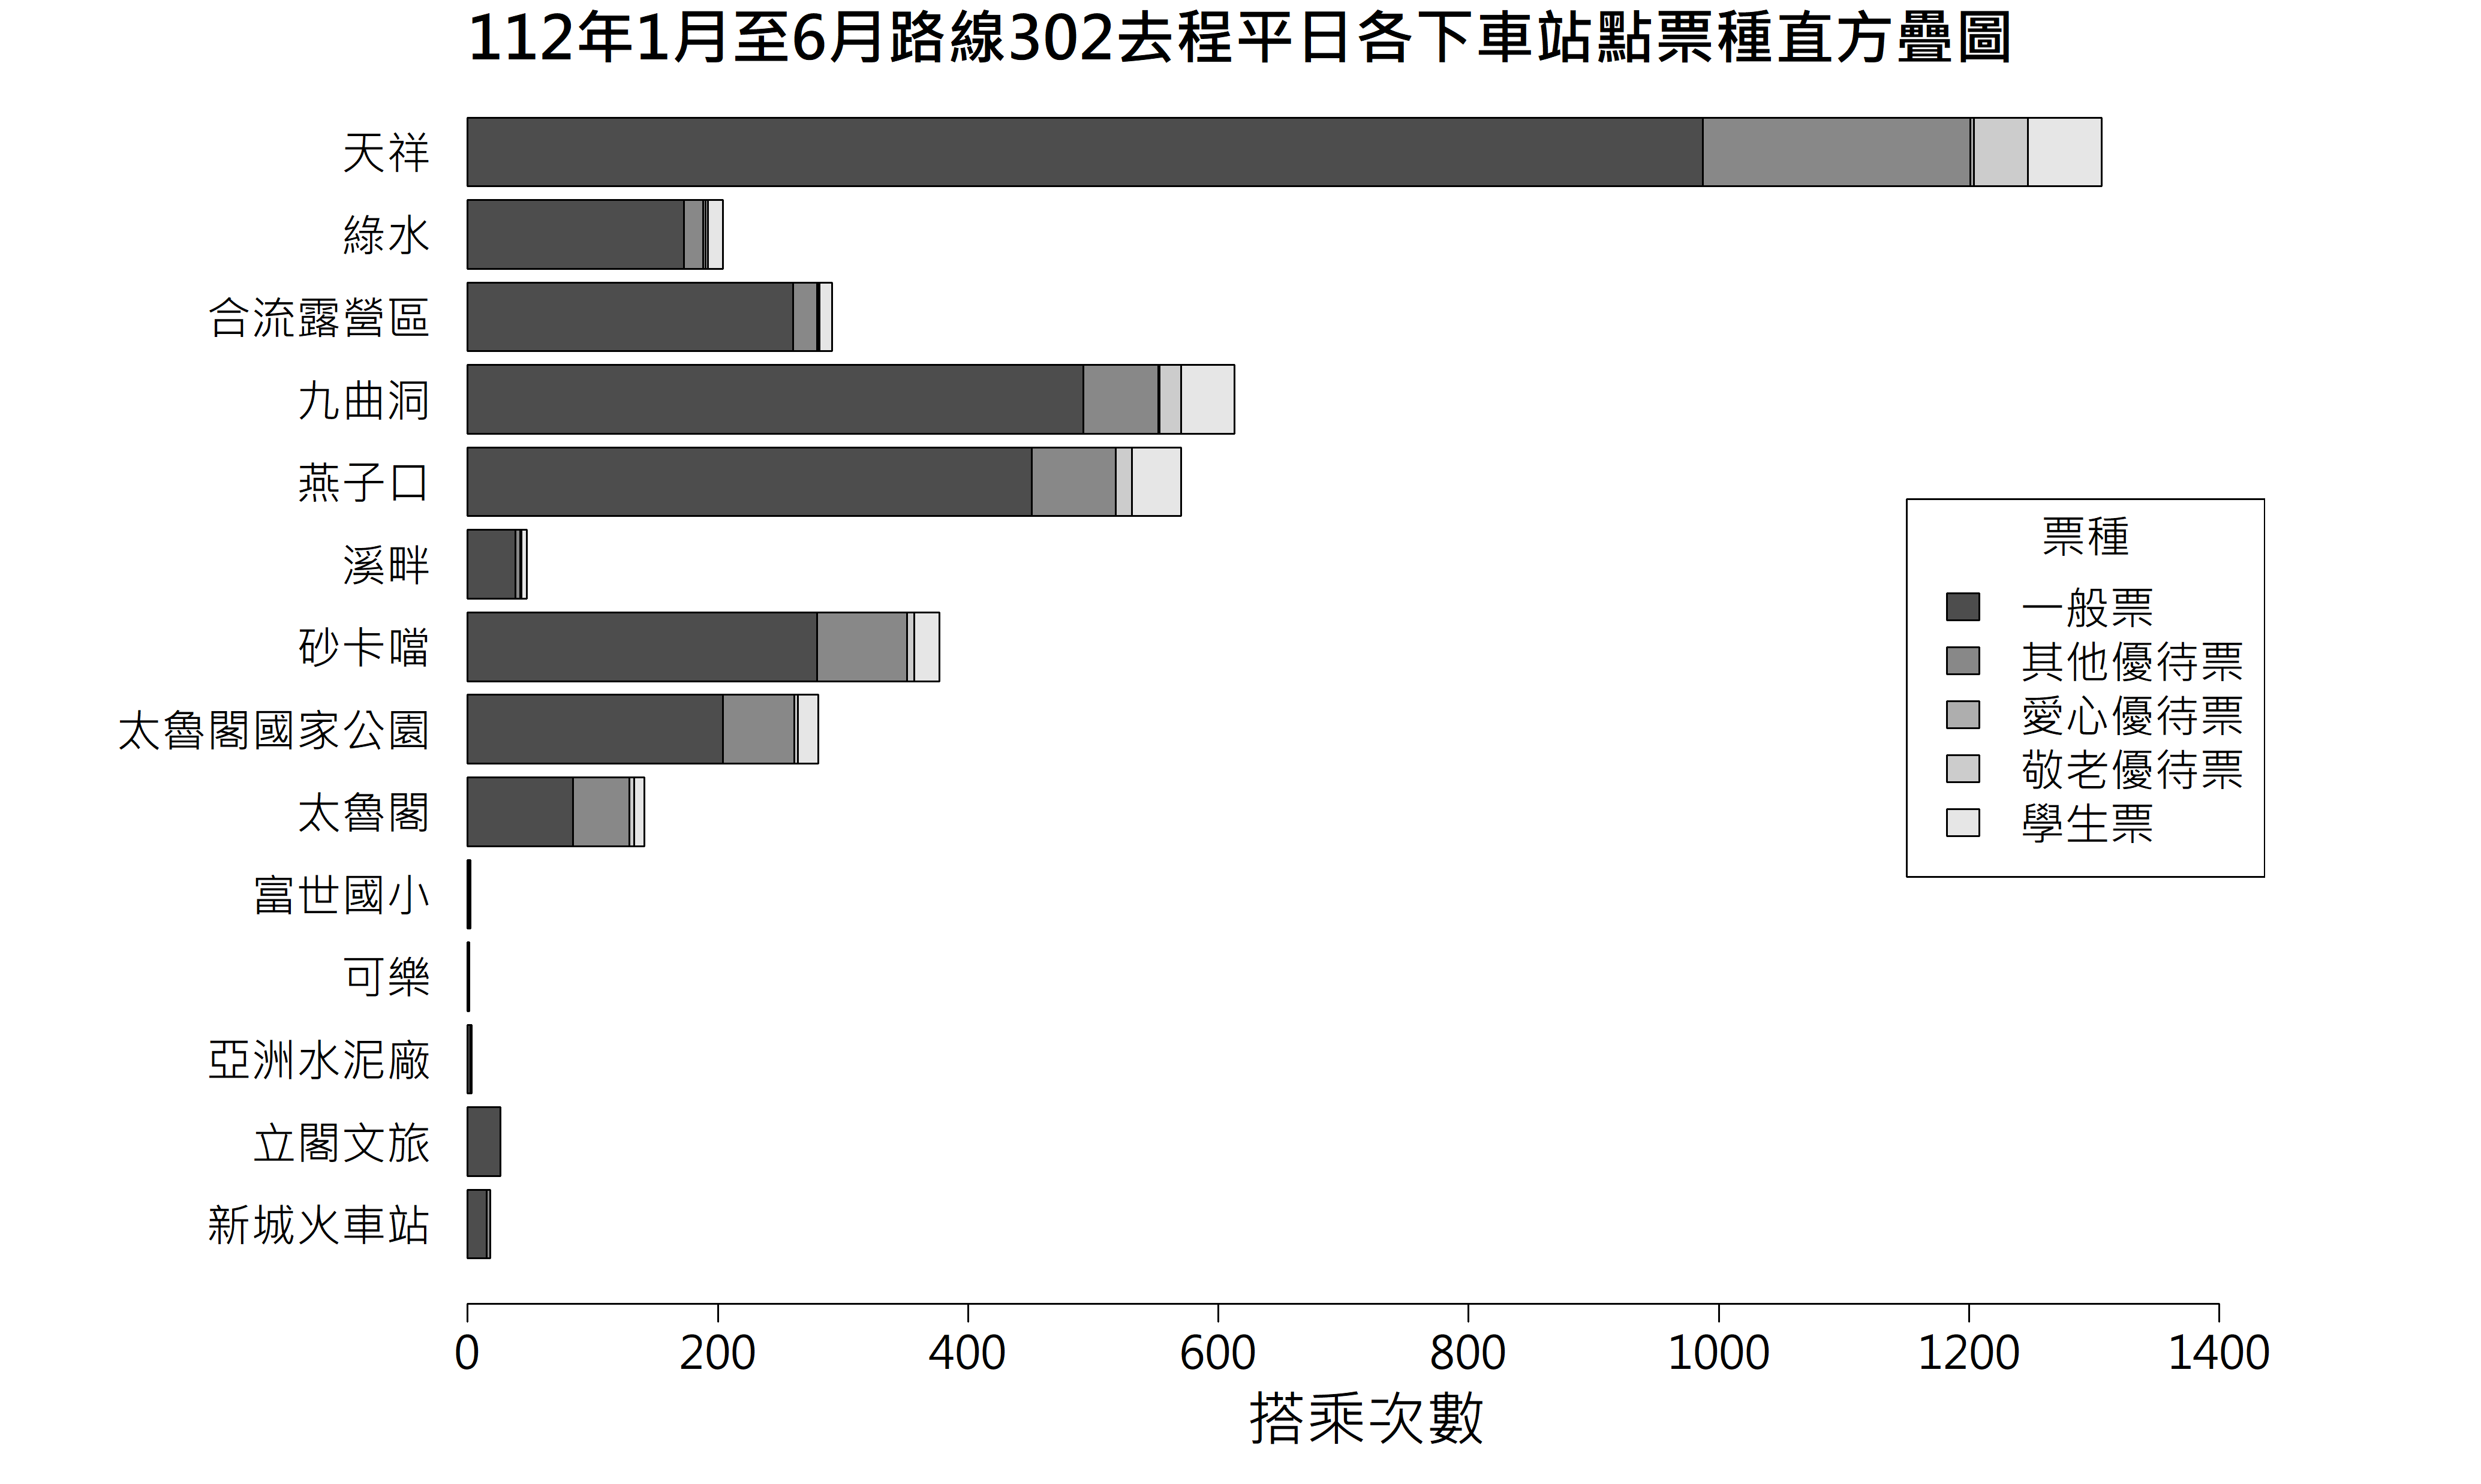 112年1月至6月路線302去程平日各下車站點票種直方疊圖
天祥
綠水
合流露營區
九曲洞
燕子口
溪畔
砂卡噹
太魯閣國家公園
太魯閣
富世國小
可樂
亞洲水泥廠
立閣文旅
新城火車站
票種
一般票
其他優待票
愛心優待票
敬老優待票
學生票
0 200 400 600 800 1000 1200 1400
搭乘次數